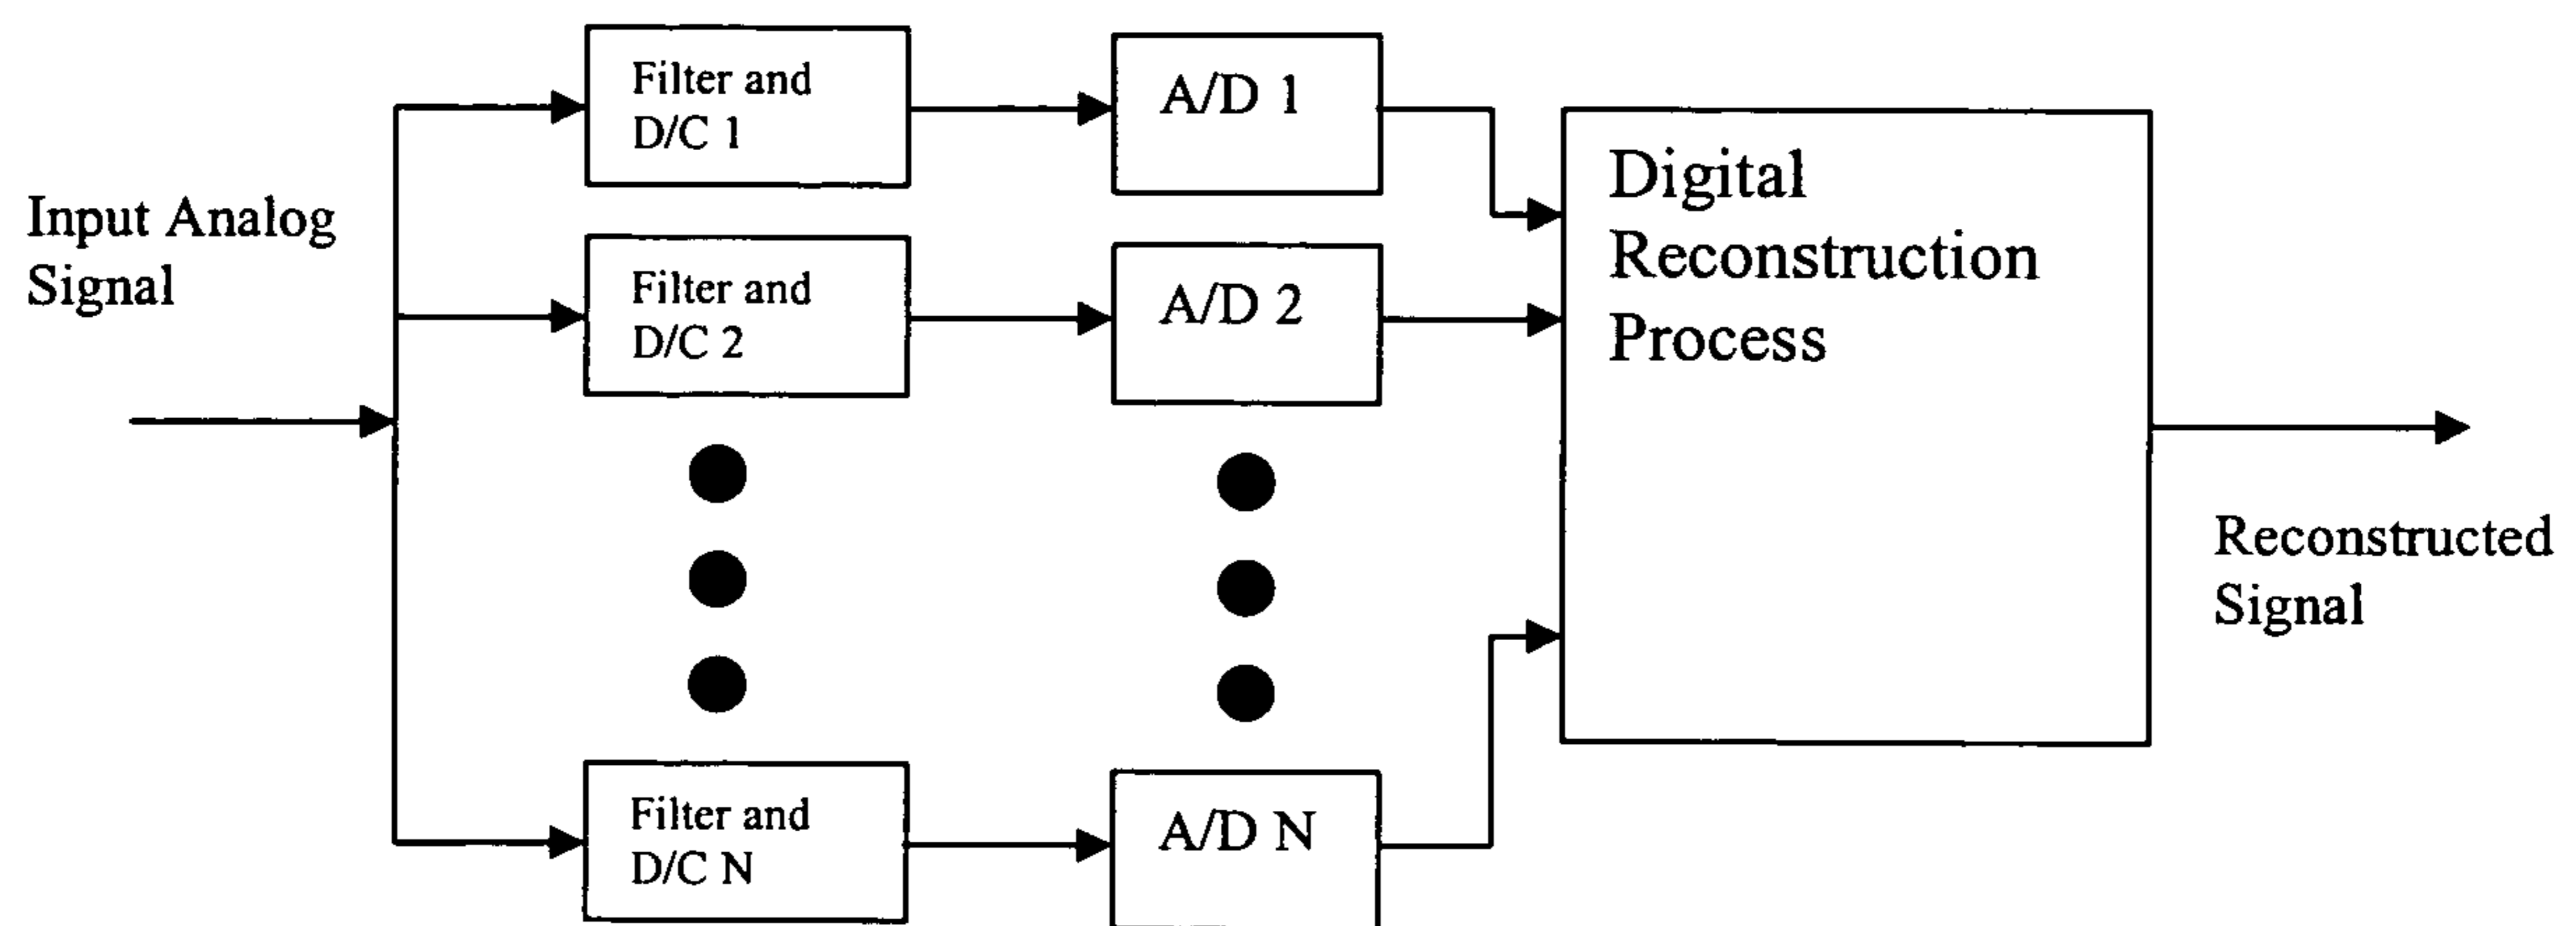 Input Analog
Signal
Filter and
D/C 1
A/D 1
Filter and
D/C 2
A/D 2
Filter and
D/C N
A/D N
Digital
Reconstruction
Process
Reconstructed
Signal